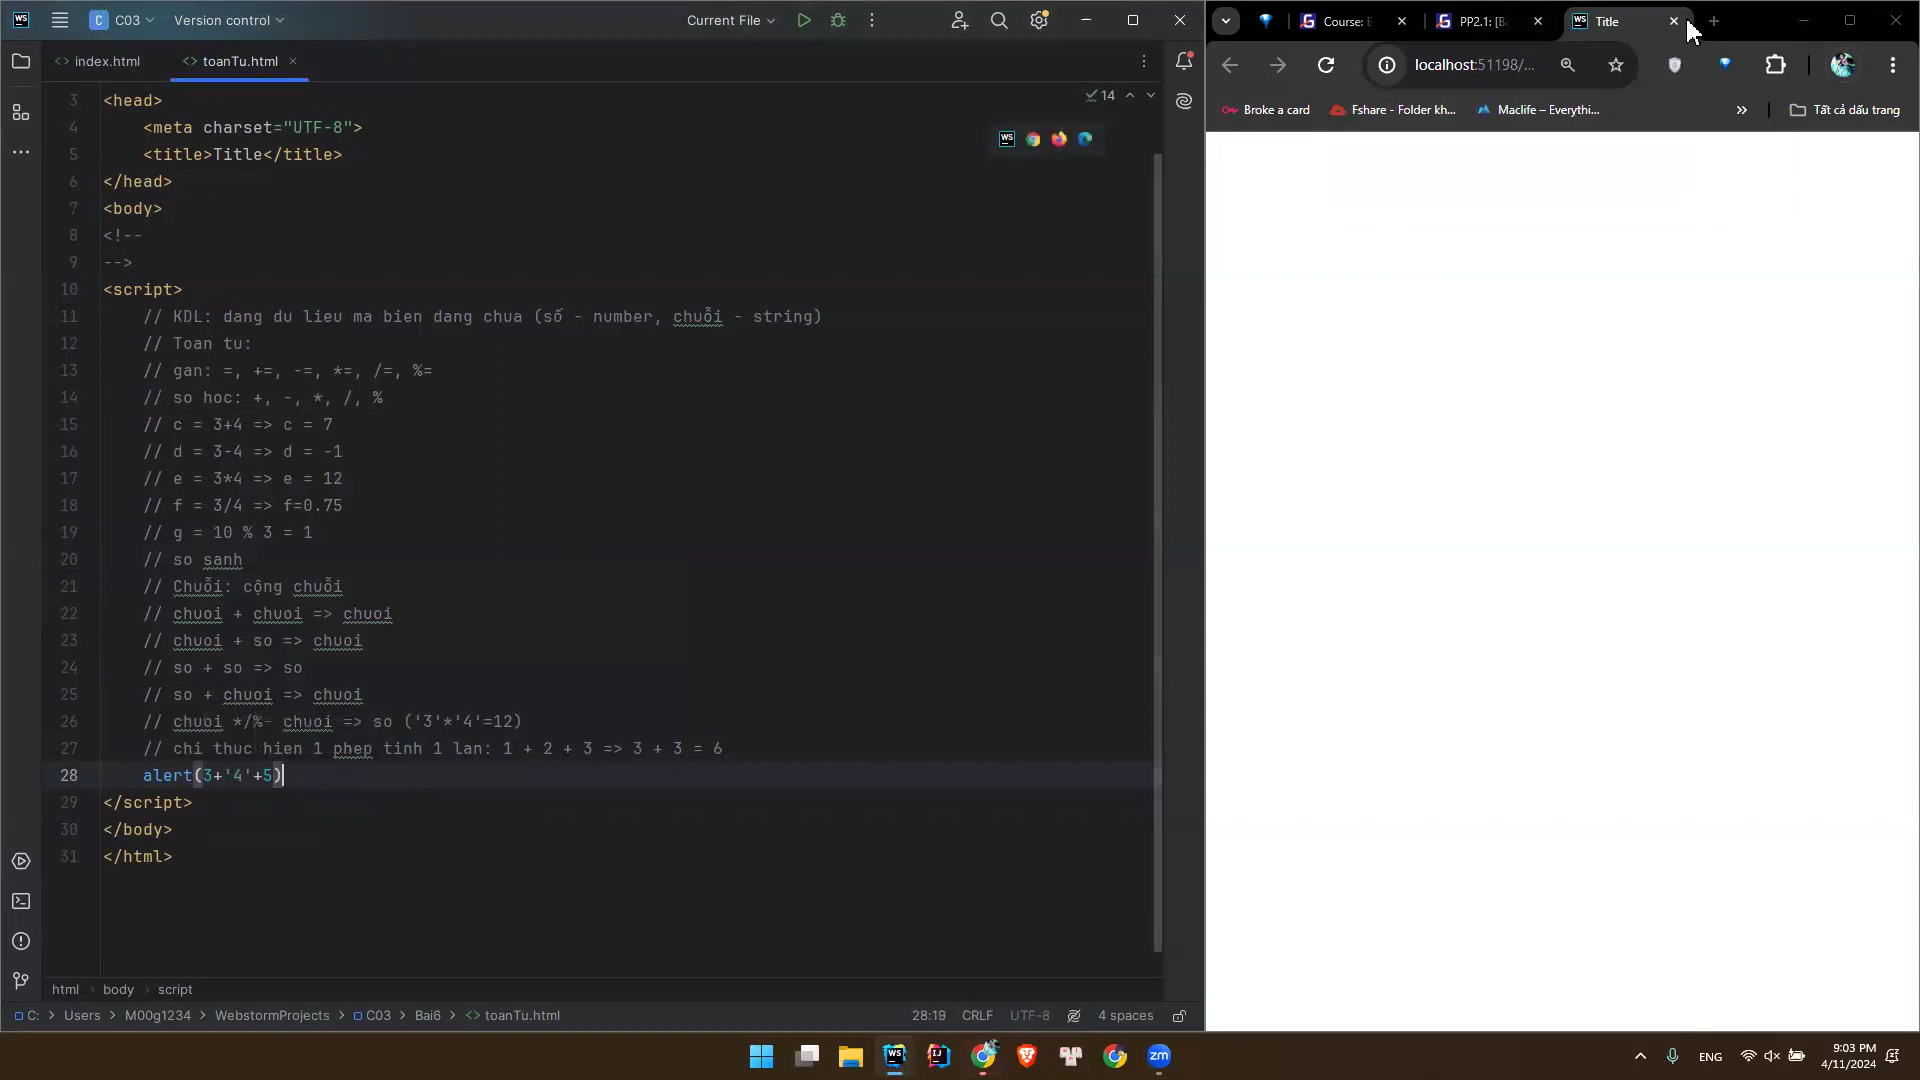 WS
C
C03
Version control
Current File
index.html
toanTu.html
14
3
<head>
4
<meta charset="UTF-8">
5
<title>Title</title>
6
</head>
7
<body>
8
<!--
9
-->
10
<script>
11
// KDL: dang du lieu ma bien dang chua (số - number, chuỗi - string)
12
// Toan tu:
13
// gan: =, +=, -=, *=, /=, %=
14
// so hoc: +, -, *, /, %
15
// c = 3+4 => c = 7
16
// d = 3-4 => d = -1
17
// e = 3*4 => e = 12
18
// f = 3/4 => f=0.75
19
// g = 10 % 3 = 1
20
// so sanh
21
// Chuỗi: cộng chuỗi
22
// chuoi + chuoi => chuoi
23
// chuoi + so => chuoi
24
// so + so => so
25
// so + chuoi => chuoi
26
// chuoi */%- chuoi => so ('3'*'4'=12)
27
// chi thuc hien 1 phep tinh 1 lan: 1 + 2 + 3 => 3 + 3 = 6
28
alert(3+'4'+5)
29
</script>
30
</body>
31
</html>
html > body > script
C: > Users > M00g1234 > WebstormProjects > C03 > Bai6 > toanTu.html
28:19 CRLF UTF-8 4 spaces
Course:
PP2.1:
Title
localhost:51198/...
Broke a card
Fshare - Folder kh...
Maclife – Everythi...
Tất cả dấu trang
WS
IJ
zm
ENG
9:03 PM
4/11/2024